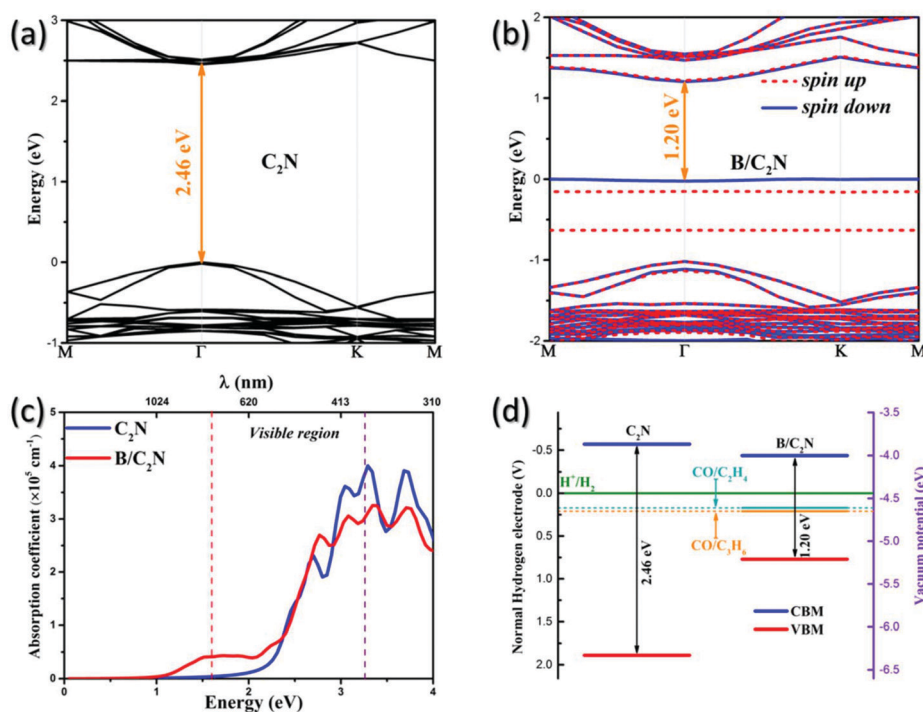 (a)
3
2
1
0
-1
Energy (eV)
2.46 eV
C₂N
M Γ K M
(b)
2
1
0
-1
-2
Energy (eV)
spin up
spin down
1.20 eV
B/C₂N
M Γ K M
(c)
λ (nm)
1024 620 413 310
C₂N
B/C₂N
Visible region
5
4
3
2
1
0
Absorption coefficient (×10⁵ cm⁻¹)
0 1 2 3 4
Energy (eV)
(d)
-0.5
0.0
0.5
1.0
1.5
2.0
Normal Hydrogen electrode (V)
C₂N
B/C₂N
H⁺/H₂
CO/C₂H₄
CO/C₃H₆
2.46 eV
1.20 eV
CBM
VBM
-3.5
-4.0
-4.5
-5.0
-5.5
-6.0
-6.5
Vacuum potential (eV)